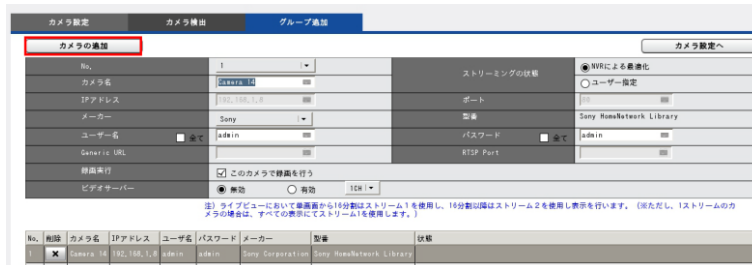 カメラ設定 カメラ検出 グループ追加
カメラの追加 カメラ設定へ
No. 1 ストリーミングの状態 NVRによる最適化
カメラ名 Camera 14 ユーザー指定
IPアドレス 192.168.1.8 ポート 80
メーカー Sony 型番 Sony HomeNetwork Library
ユーザー名 全て admin パスワード 全て admin
Generic URL RTSP Port
録画実行 このカメラで録画を行う
ビデオサーバー 無効 有効 1CH
注）ライブビューにおいて単画面から16分割はストリーム１を使用し、16分割以降はストリーム２を使用し表示を行います。（※ただし、1ストリームのカ
メラの場合は、すべての表示にてストリーム1を使用します。）
No. 削除 カメラ名 IPアドレス ユーザ名 パスワード メーカー 型番 状態
1 Camera 14 192.168.1.8 admin admin Sony Corporation Sony HomeNetwork Library